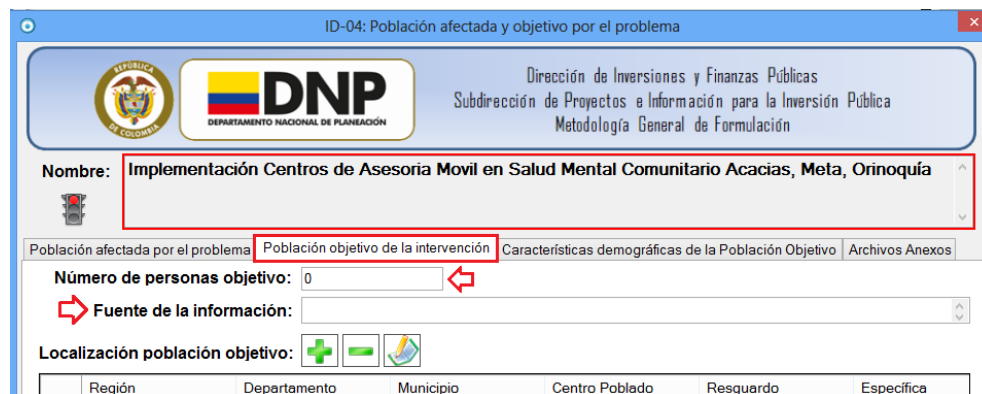 ID-04: Población afectada y objetivo por el problema
REPÚBLICA
DE COLOMBIA
DNP
DEPARTAMENTO NACIONAL DE PLANEACIÓN
Dirección de Inversiones y Finanzas Públicas
Subdirección de Proyectos e Información para la Inversión Pública
Metodología General de Formulación
Nombre: Implementación Centros de Asesoria Movil en Salud Mental Comunitario Acacias, Meta, Orinoquía
Población afectada por el problema Población objetivo de la intervención Características demográficas de la Población Objetivo Archivos Anexos
Número de personas objetivo: 0
Fuente de la información:
Localización población objetivo:
Región Departamento Municipio Centro Poblado Resguardo Específica